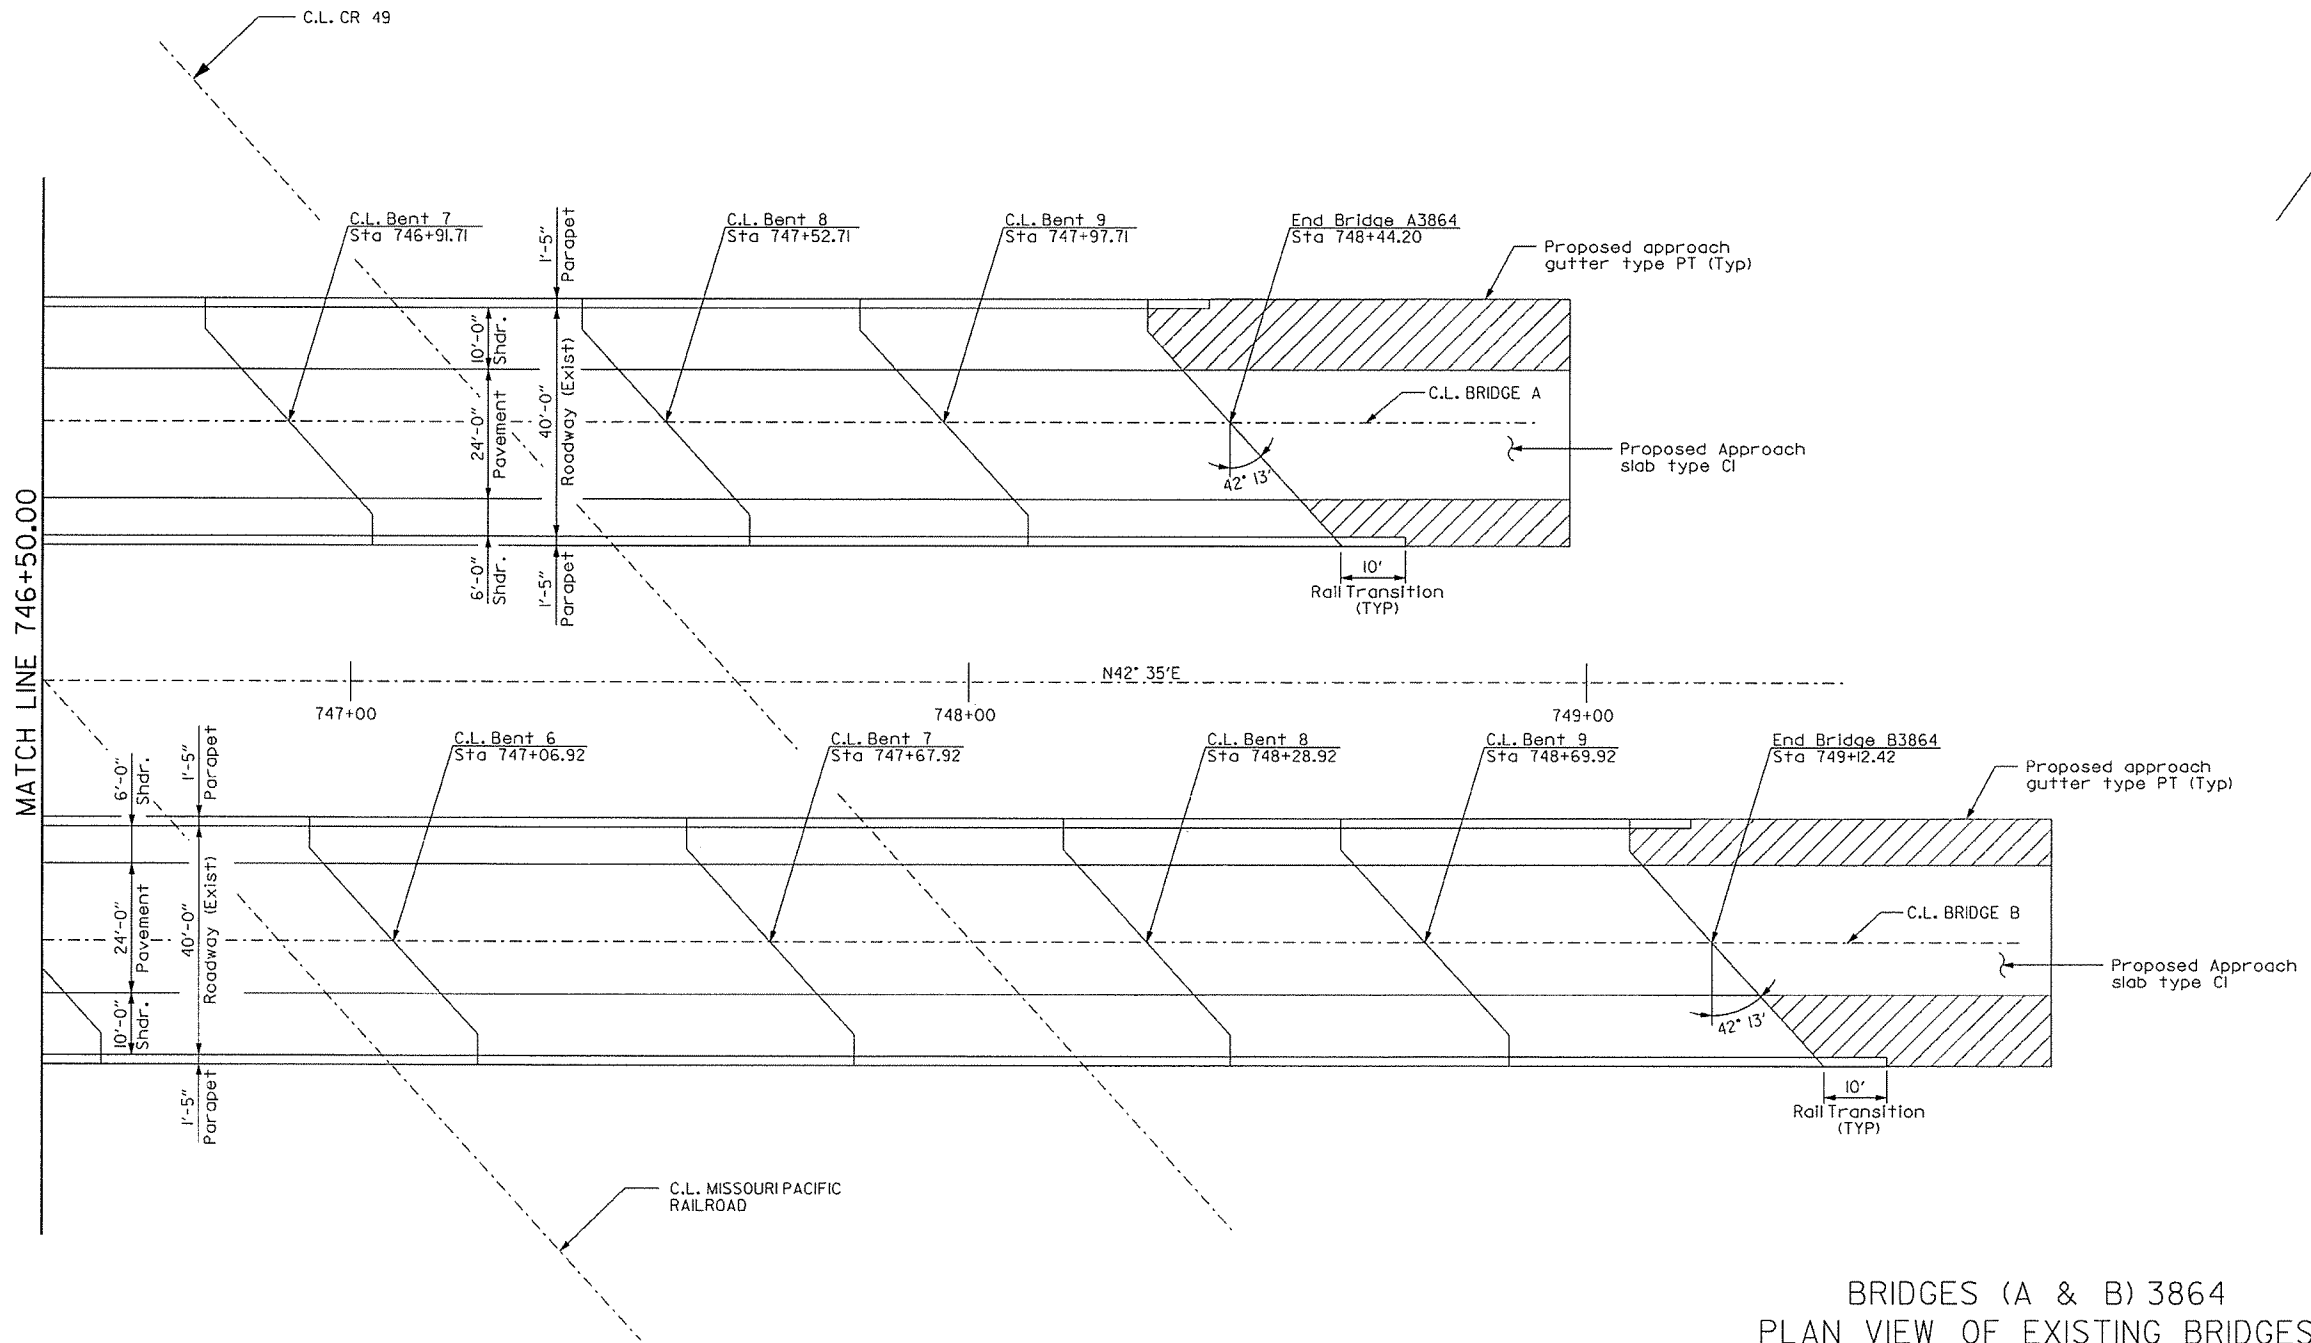 C.L. CR 49
C.L. Bent 7
Sta 746+91.71
1'-5"
Parapet
C.L. Bent 8
Sta 747+52.71
C.L. Bent 9
Sta 747+97.71
End Bridge A3864
Sta 748+44.20
Proposed approach
gutter type PT (Typ)
10'-0"
Shdr.
24'-0"
Pavement
40'-0"
Roadway (Exist)
C.L. BRIDGE A
Proposed Approach
slab type CI
42° 13'
6'-0"
Shdr.
1'-5"
Parapet
10'
Rail Transition
(TYP)
MATCH LINE 746+50.00
N42° 35'E
747+00
748+00
749+00
6'-0"
Shdr.
1'-5"
Parapet
C.L. Bent 6
Sta 747+06.92
C.L. Bent 7
Sta 747+67.92
C.L. Bent 8
Sta 748+28.92
C.L. Bent 9
Sta 748+69.92
End Bridge B3864
Sta 749+12.42
Proposed approach
gutter type PT (Typ)
24'-0"
Pavement
40'-0"
Roadway (Exist)
C.L. BRIDGE B
Proposed Approach
slab type CI
10'-0"
Shdr.
42° 13'
1'-5"
Parapet
10'
Rail Transition
(TYP)
C.L. MISSOURI PACIFIC
RAILROAD
BRIDGES (A & B) 3864
PLAN VIEW OF EXISTING BRIDGES